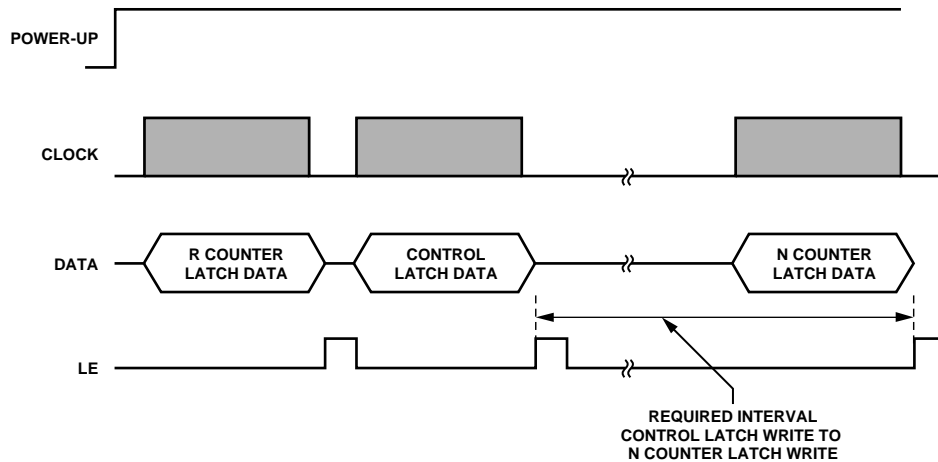 POWER-UP
CLOCK
DATA
R COUNTER
LATCH DATA
CONTROL
LATCH DATA
N COUNTER
LATCH DATA
LE
REQUIRED INTERVAL
CONTROL LATCH WRITE TO
N COUNTER LATCH WRITE